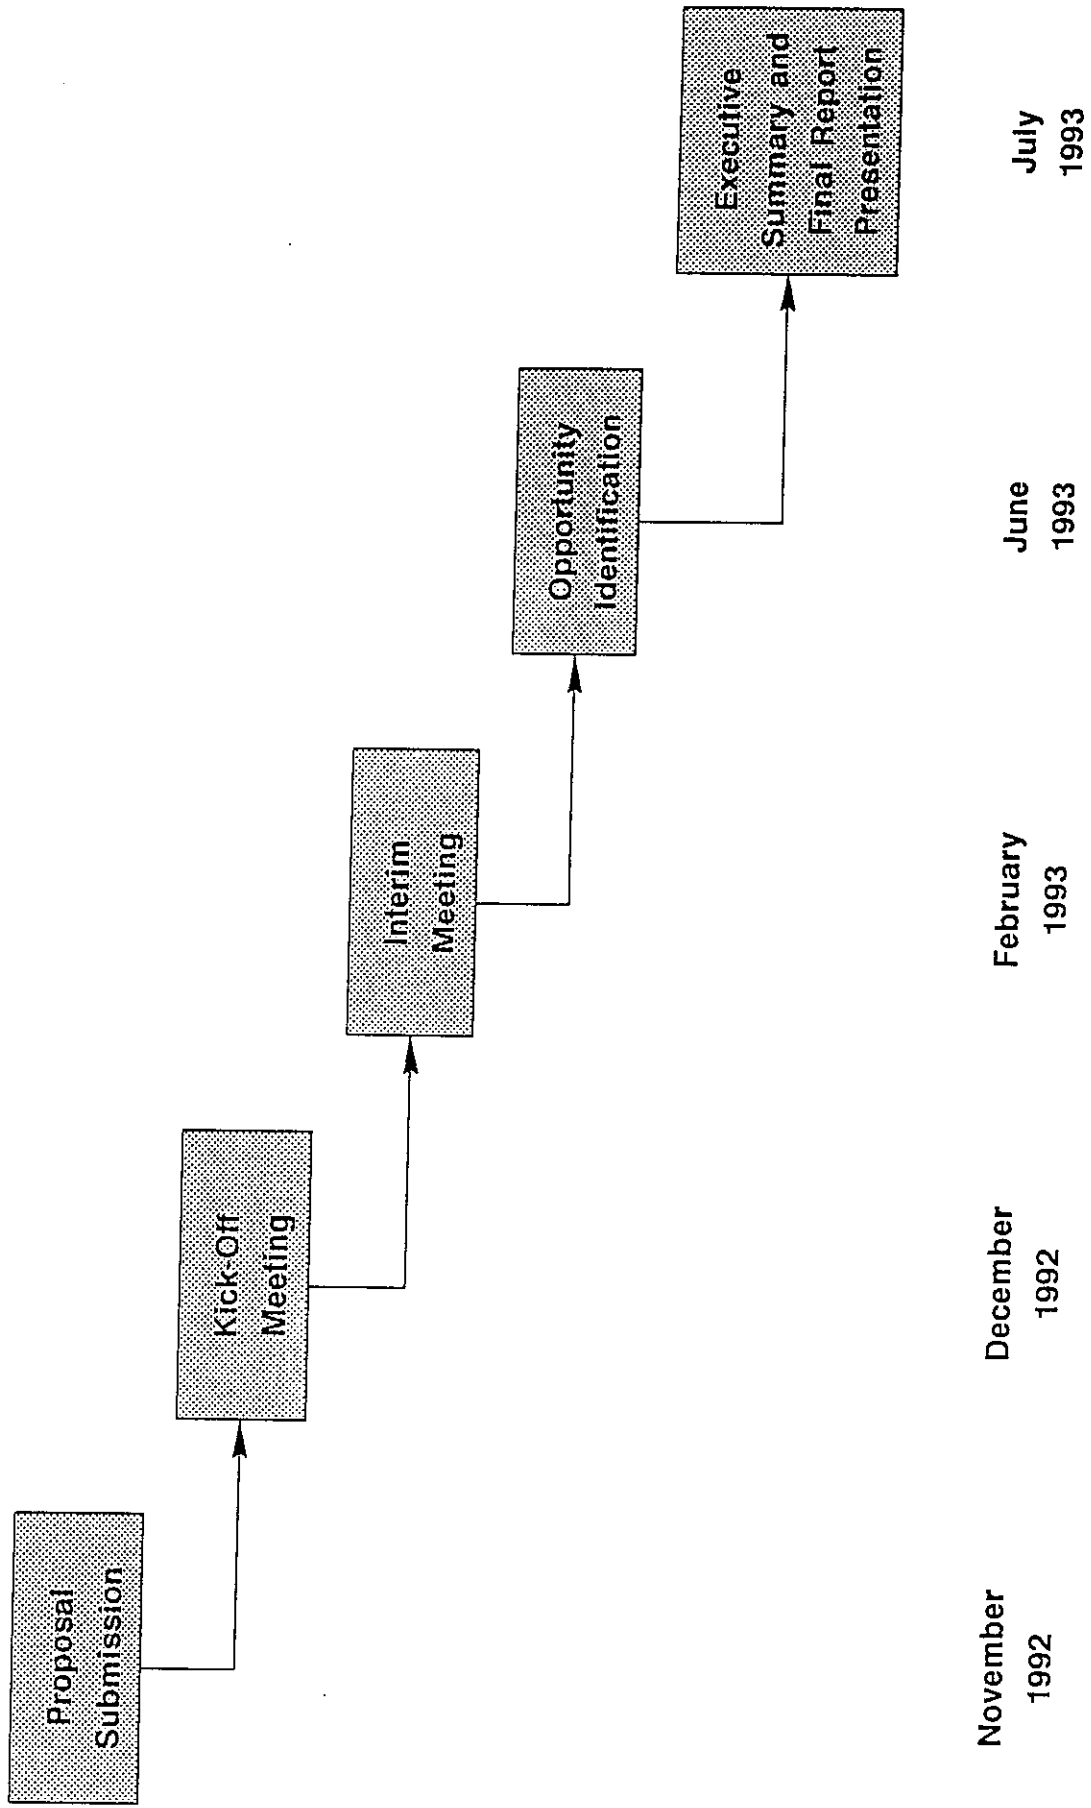 Proposal
Submission
Kick-Off
Meeting
Interim
Meeting
Opportunity
Identification
Executive
Summary and
Final Report
Presentation
November
1992
December
1992
February
1993
June
1993
July
1993